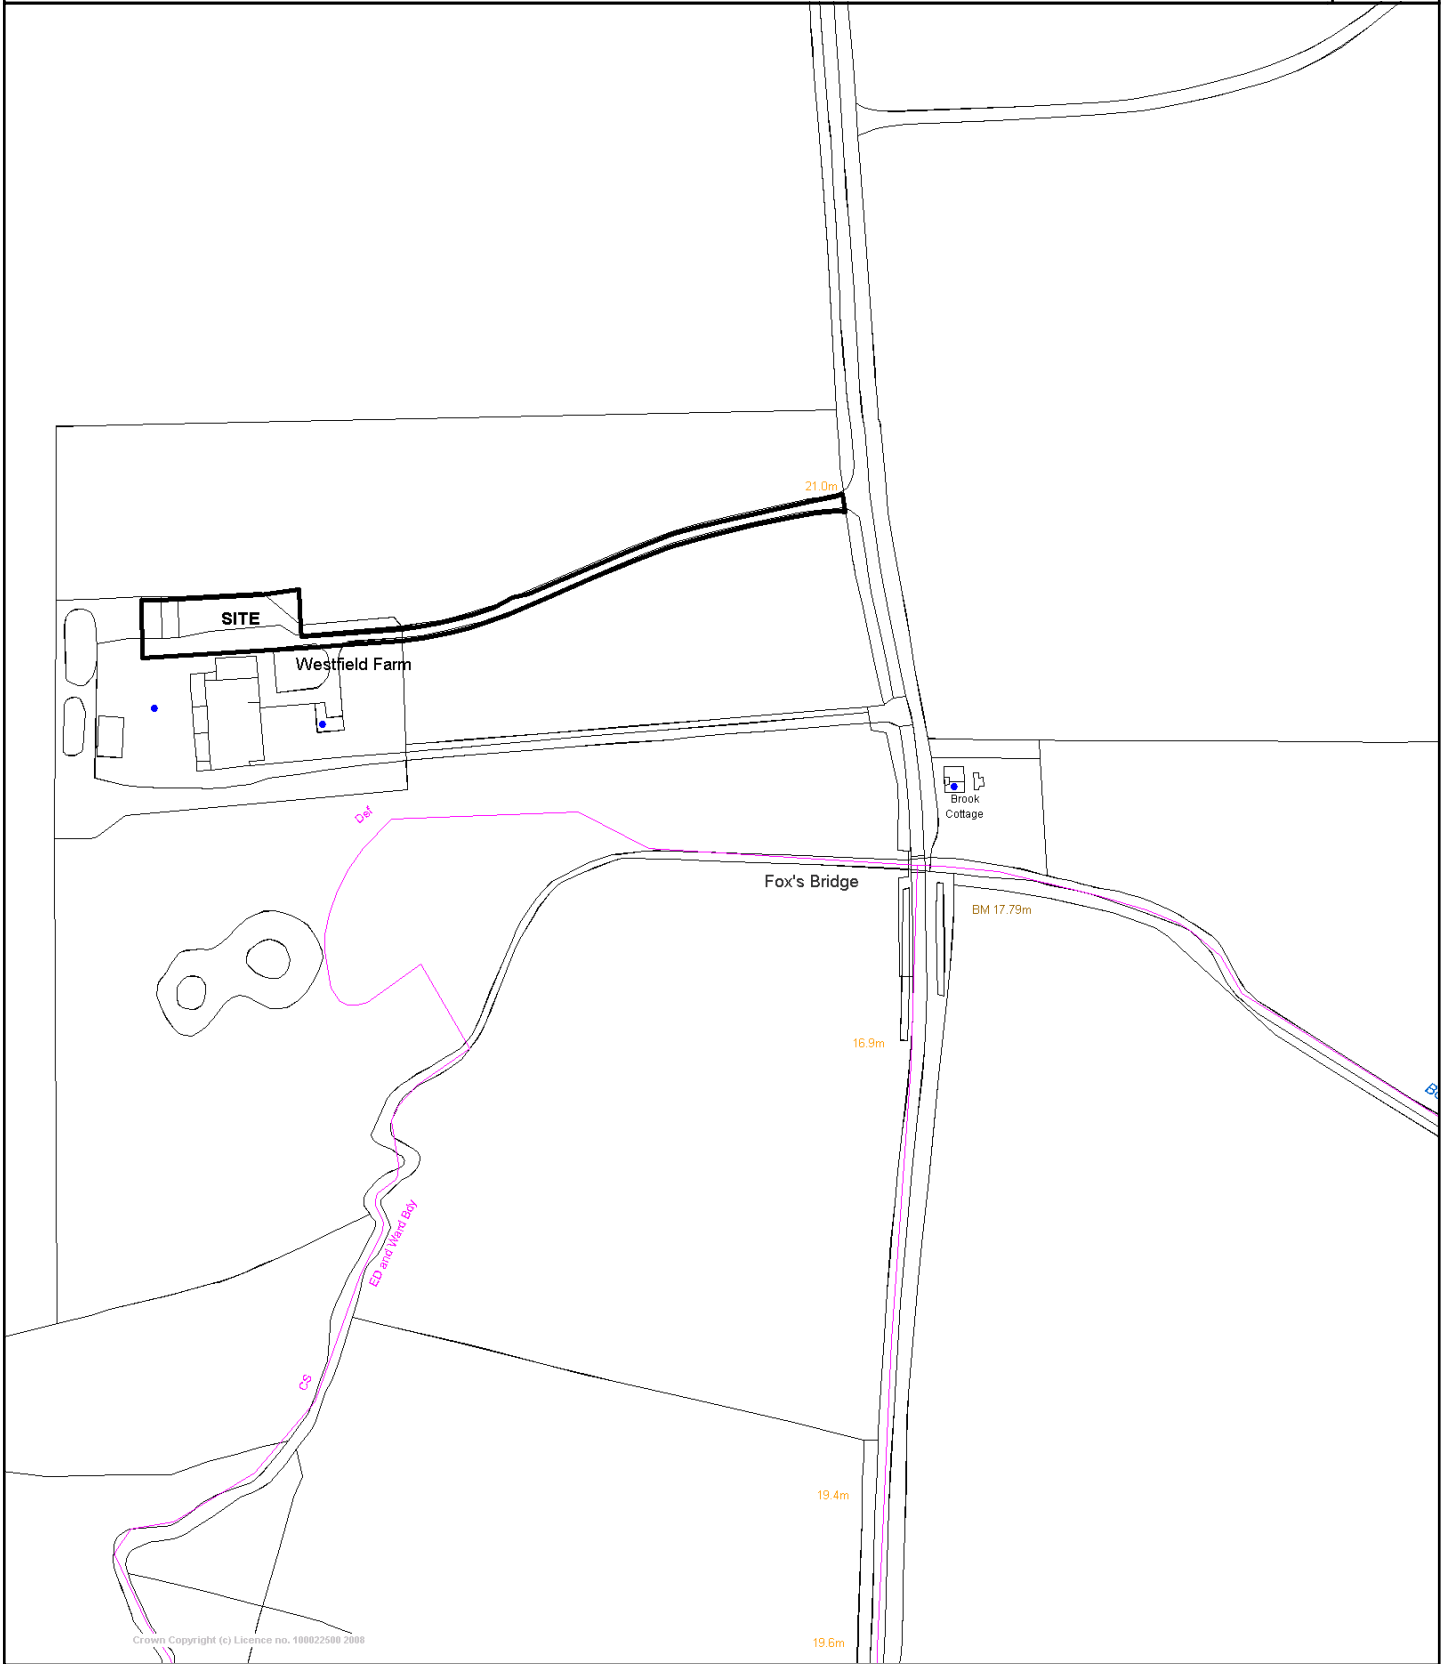 21.0m
SITE
Westfield Farm
Brook
Cottage
Def
Fox's Bridge
BM 17.79m
16.9m
ED and Ward Bdy
CS
19.4m
19.6m
Crown Copyright (c) Licence no. 100022500 2008